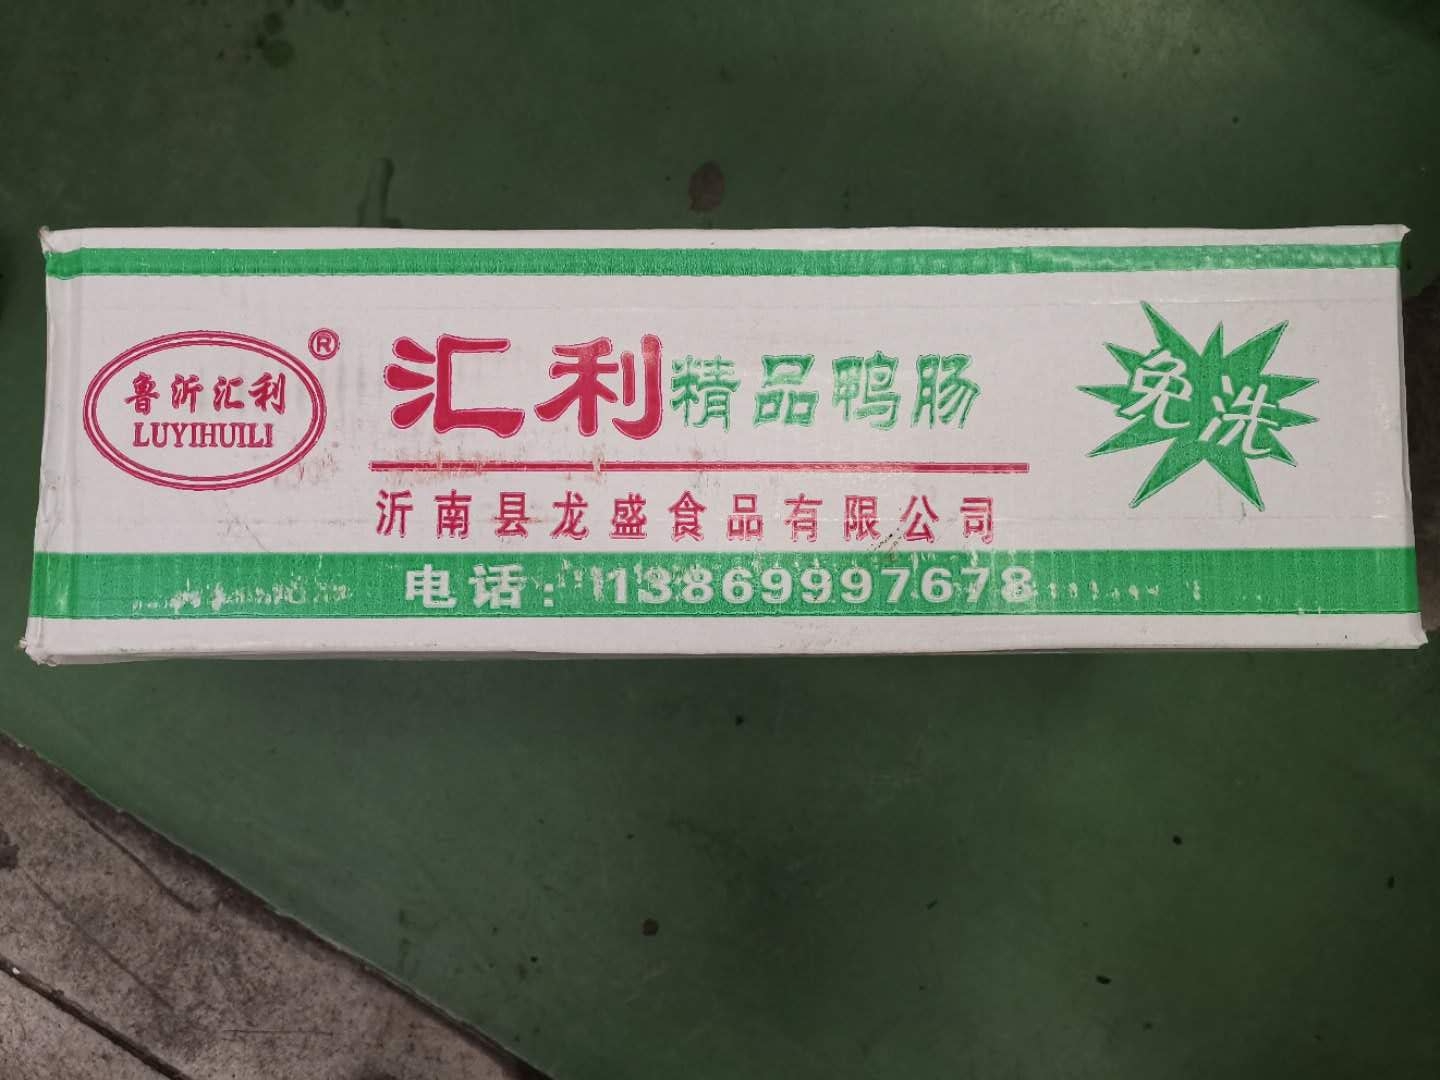 鲁沂汇利®
LUYIHUILI
汇利精品鸭肠
免洗
沂南县龙盛食品有限公司
电话：13869997678